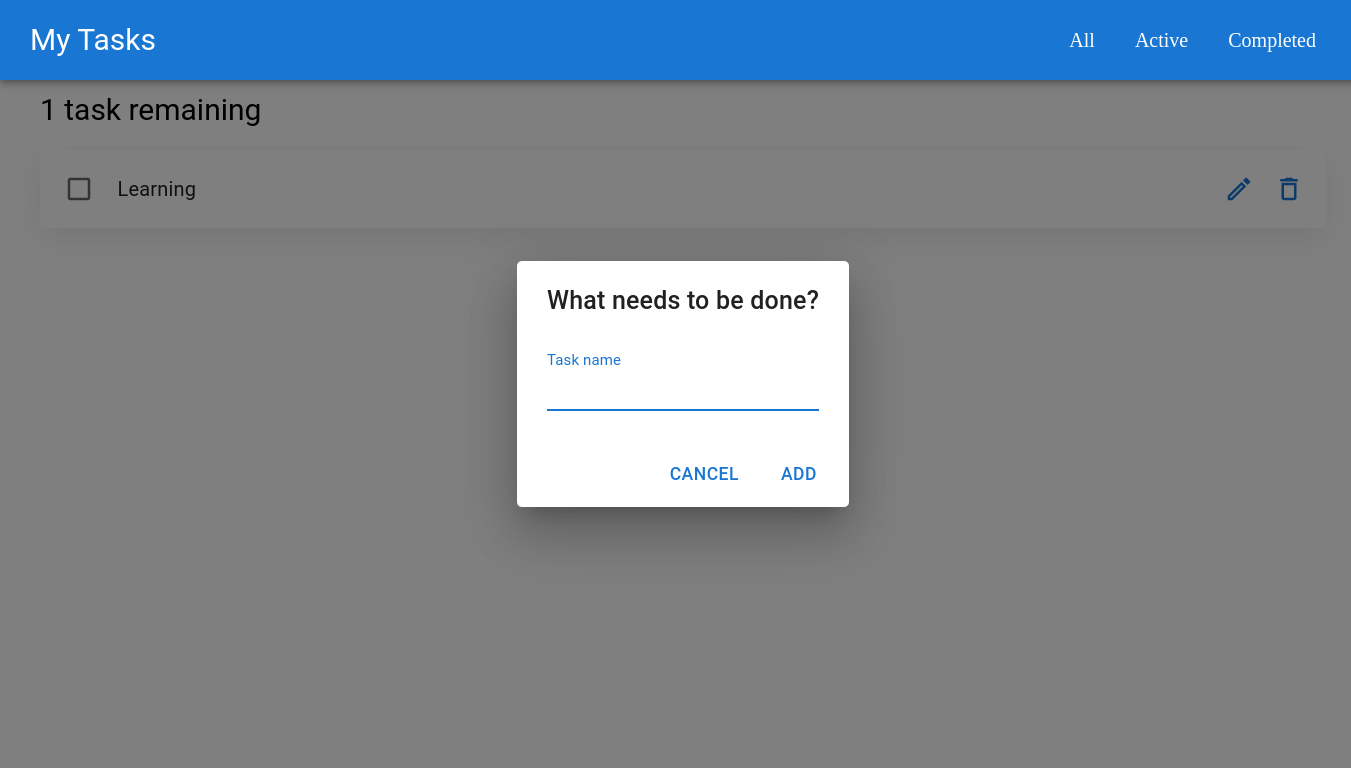 My Tasks
All Active Completed
1 task remaining
Learning
What needs to be done?
Task name
CANCEL ADD